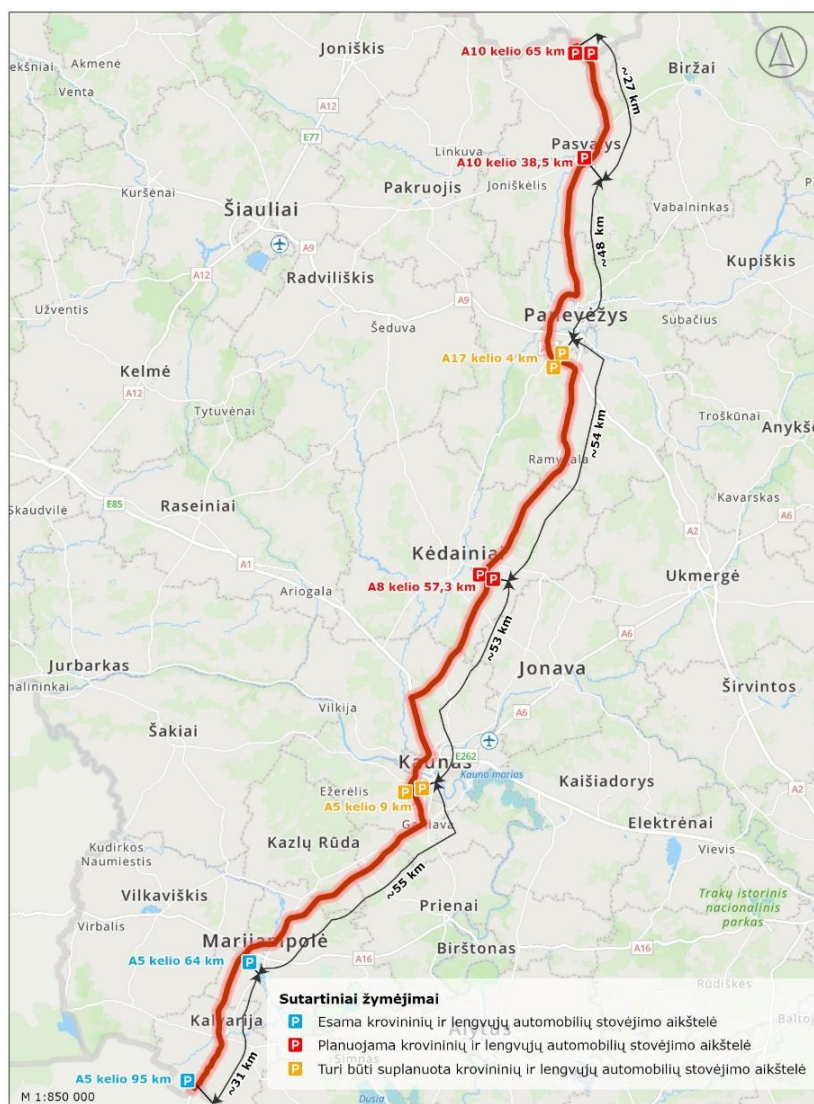 Joniškis
A10 kelio 65 km
P P
Akmenė
Venta
Biržai
A12
E77
~27 km
Linkuva
Pasvalys
A10 kelio 38,5 km
P
Pakruojis
Joniškėlis
Kuršėnai
Šiauliai
Vabalninkas
A9
~48 km
Radviliškis
Kupiškis
A12
A9
Užventis
Šeduva
Panevėžys
Subačius
A17 kelio 4 km
P
P
Kelmė
A12
Tytuvėnai
Troškūnai
~54 km
Ramygala
Skaudvilė
E85
Raseiniai
Kavarskas
A6
A2
A1
Kėdainiai
P P
A8 kelio 57,3 km
Ukmergė
Ariogala
~53 km
A6
Jurbarkas
Jonava
Širvintos
Vilkija
A6
Šakiai
Kaunas
E262
Kauno marios
Kaišiadorys
Ežerėlis
P P
A5 kelio 9 km
A2
Garliava
Elektrėnai
Kazlų Rūda
Kudirkos
Naumiestis
Vievis
~55 km
Vilkaviškis
Prienai
Trakų istorinis
nacionalinis
parkas
Virbalis
Marijampolė
Birštonas
A16
A16
A5 kelio 64 km
P
Rūdiškės
Kalvarija
Alytus
Simnas
Dusia
~31 km
A5 kelio 95 km
P
Sutartiniai žymėjimai
P Esama krovininių ir lengvųjų automobilių stovėjimo aikštelė
P Planuojama krovininių ir lengvųjų automobilių stovėjimo aikštelė
P Turi būti suplanuota krovininių ir lengvųjų automobilių stovėjimo aikštelė
M 1:850 000